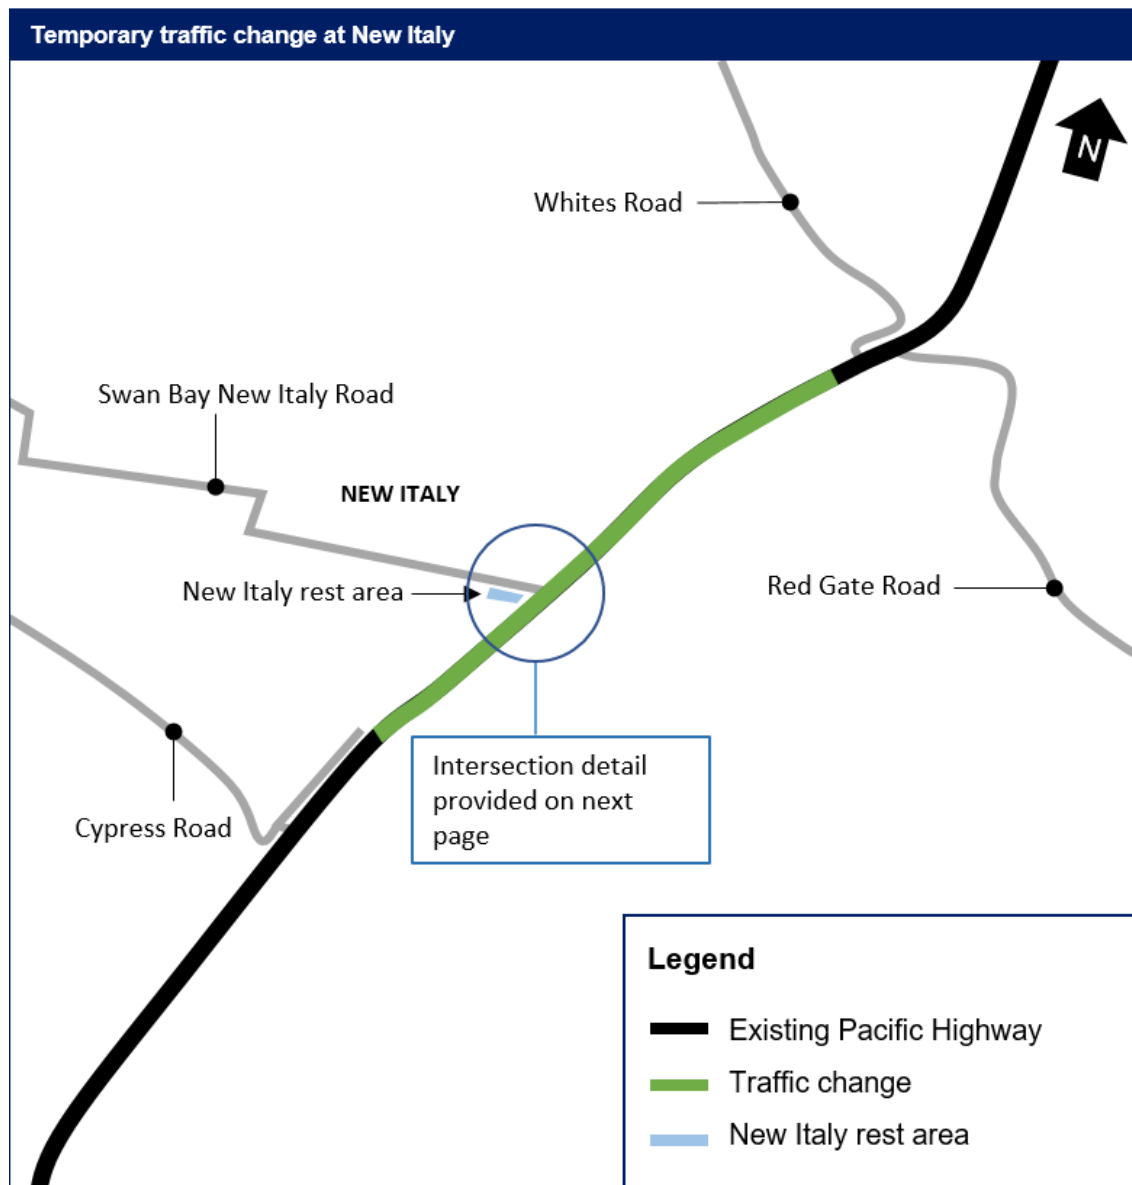 Temporary traffic change at New Italy
N
Whites Road
Swan Bay New Italy Road
NEW ITALY
New Italy rest area
Red Gate Road
Intersection detail
provided on next
page
Cypress Road
Legend
Existing Pacific Highway
Traffic change
New Italy rest area